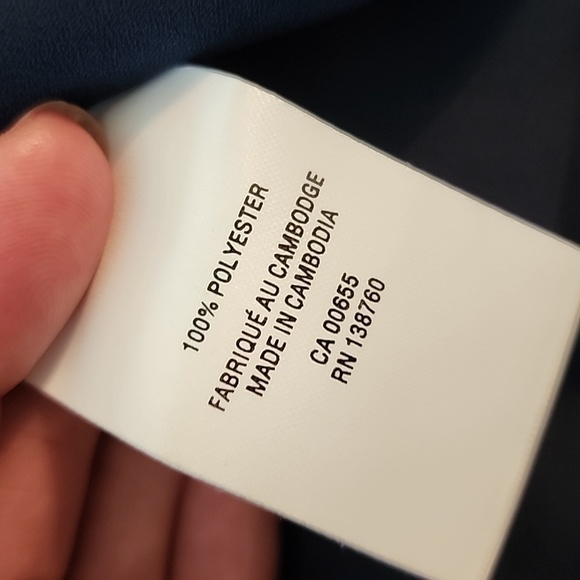 100% POLYESTER
FABRIQUÉ AU CAMBODGE
MADE IN CAMBODIA
CA 00655
RN 138760